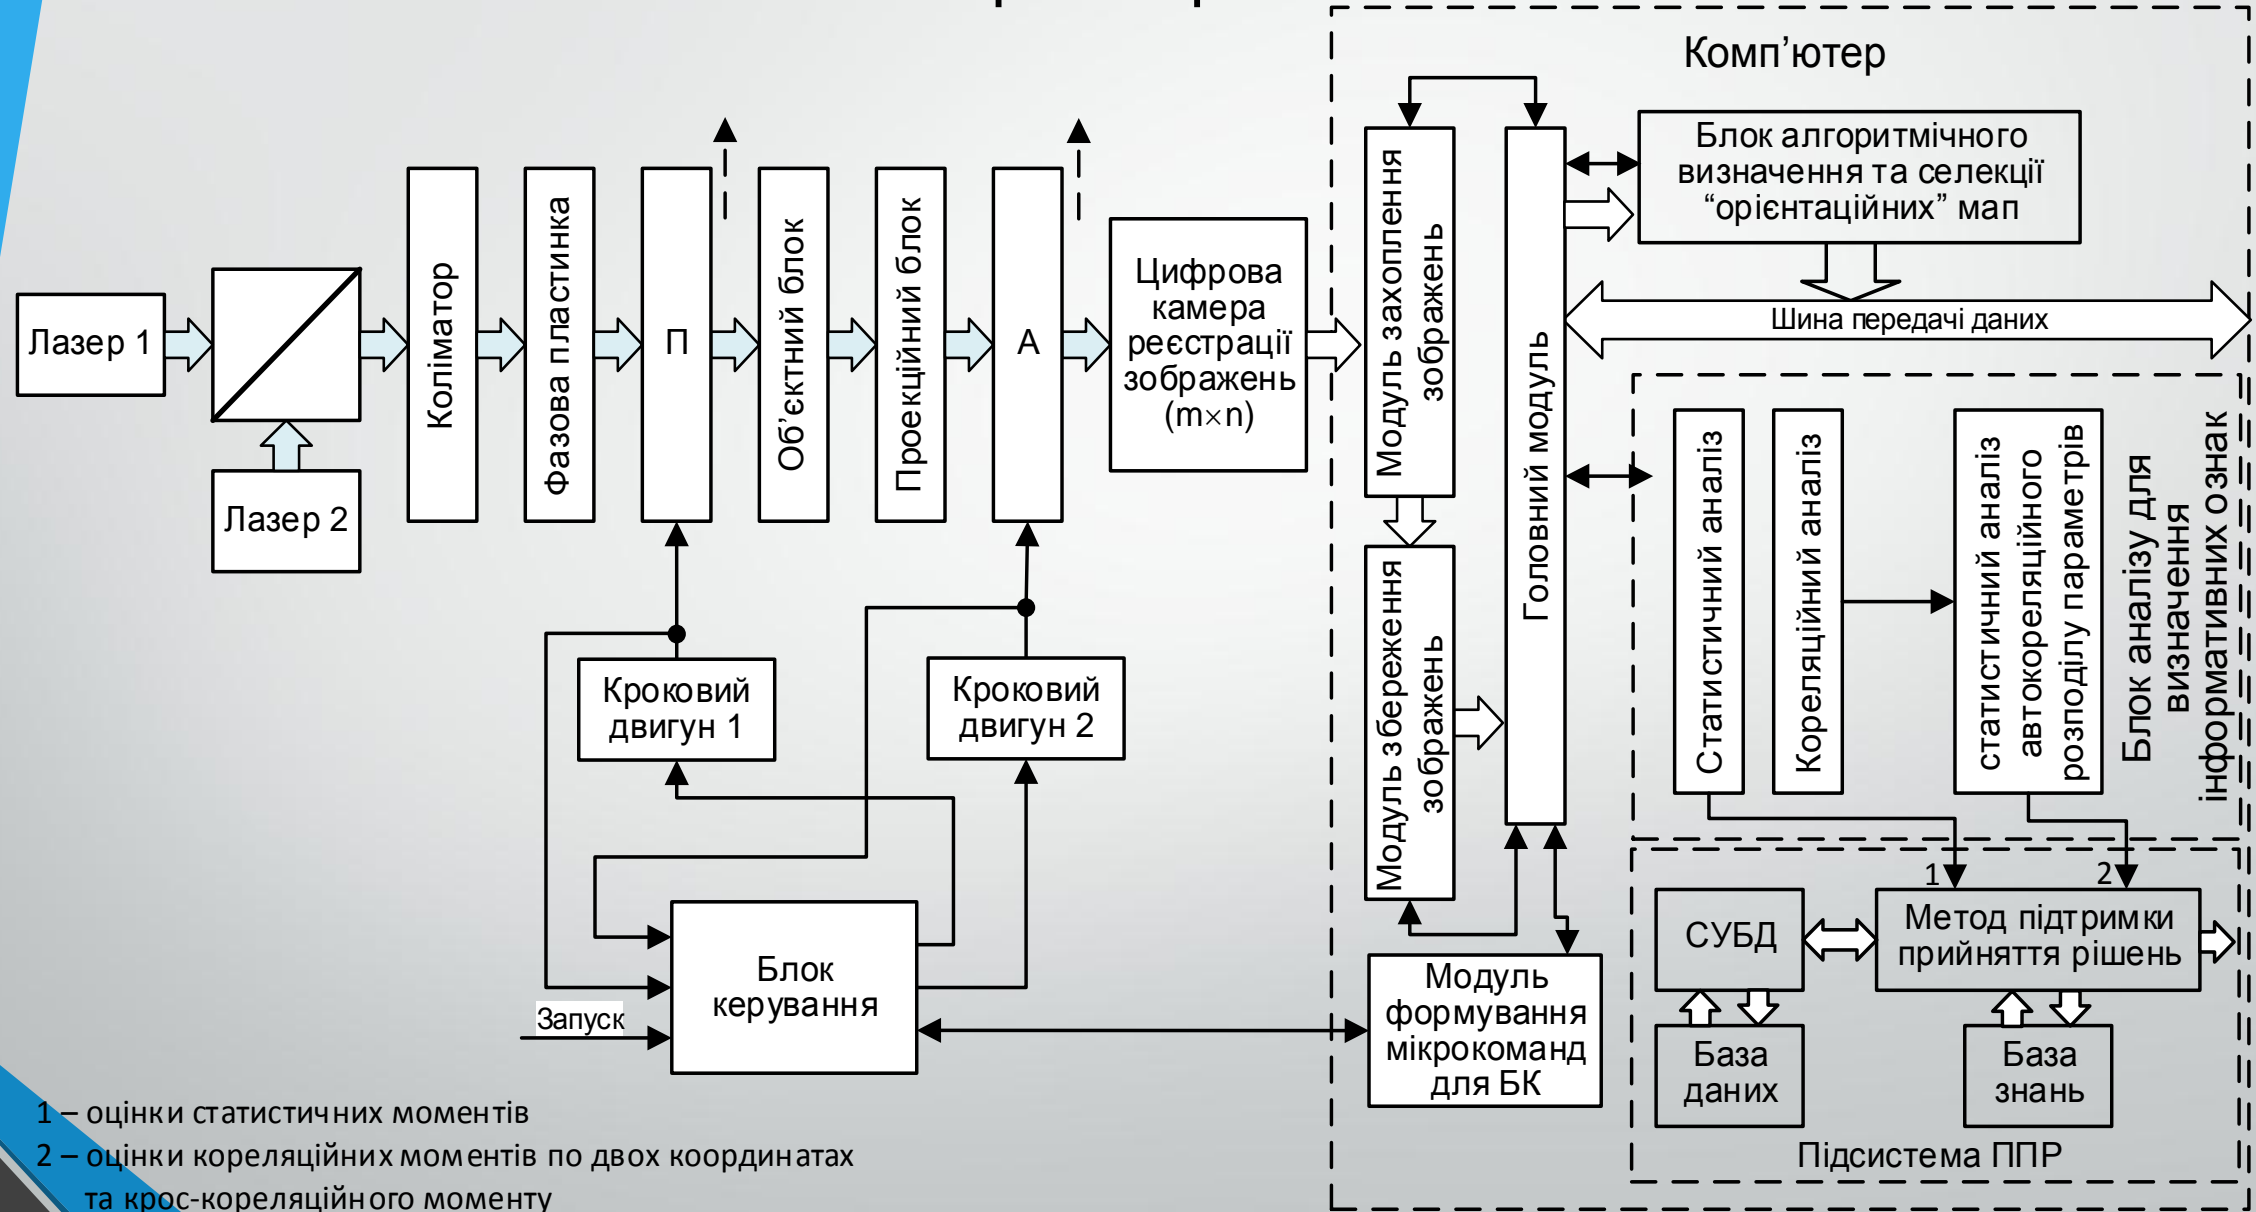 Комп’ютер
Лазер 1
Лазер 2
Коліматор
Фазова пластинка
П
Об’єктний блок
Проекційний блок
А
Цифрова
камера
реєстрації
зображень
(m×n)
Кроковий
двигун 1
Кроковий
двигун 2
Блок
керування
Запуск
Модуль захоплення
зображень
Модуль збереження
зображень
Головний модуль
Блок алгоритмічного
визначення та селекції
“орієнтаційних” мап
Шина передачі даних
Статистичний аналіз
Кореляційний аналіз
статистичний аналіз
автокореляційного
розподілу параметрів
Блок аналізу для
визначення
інформативних ознак
1
2
СУБД
Метод підтримки
прийняття рішень
База
даних
База
знань
Підсистема ППР
Модуль
формування
мікрокоманд
для БК
1 – оцінки статистичних моментів
2 – оцінки кореляційних моментів по двох координатах
та крос-кореляційного моменту